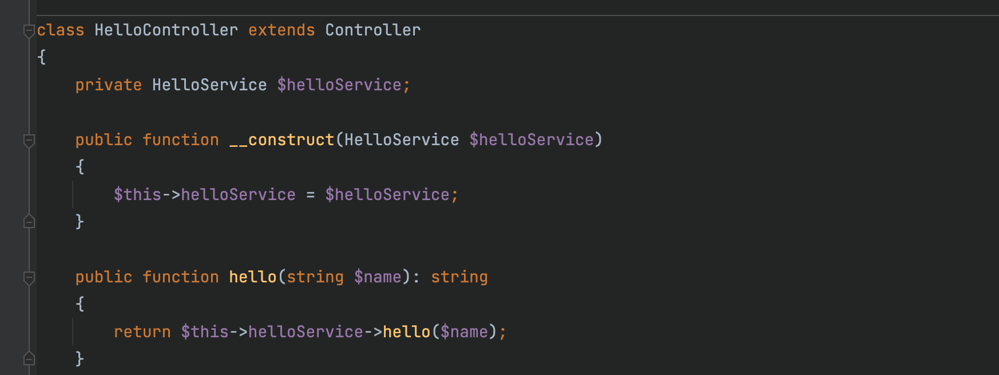 class HelloController extends Controller
{
    private HelloService $helloService;

    public function __construct(HelloService $helloService)
    {
        $this->helloService = $helloService;
    }

    public function hello(string $name): string
    {
        return $this->helloService->hello($name);
    }